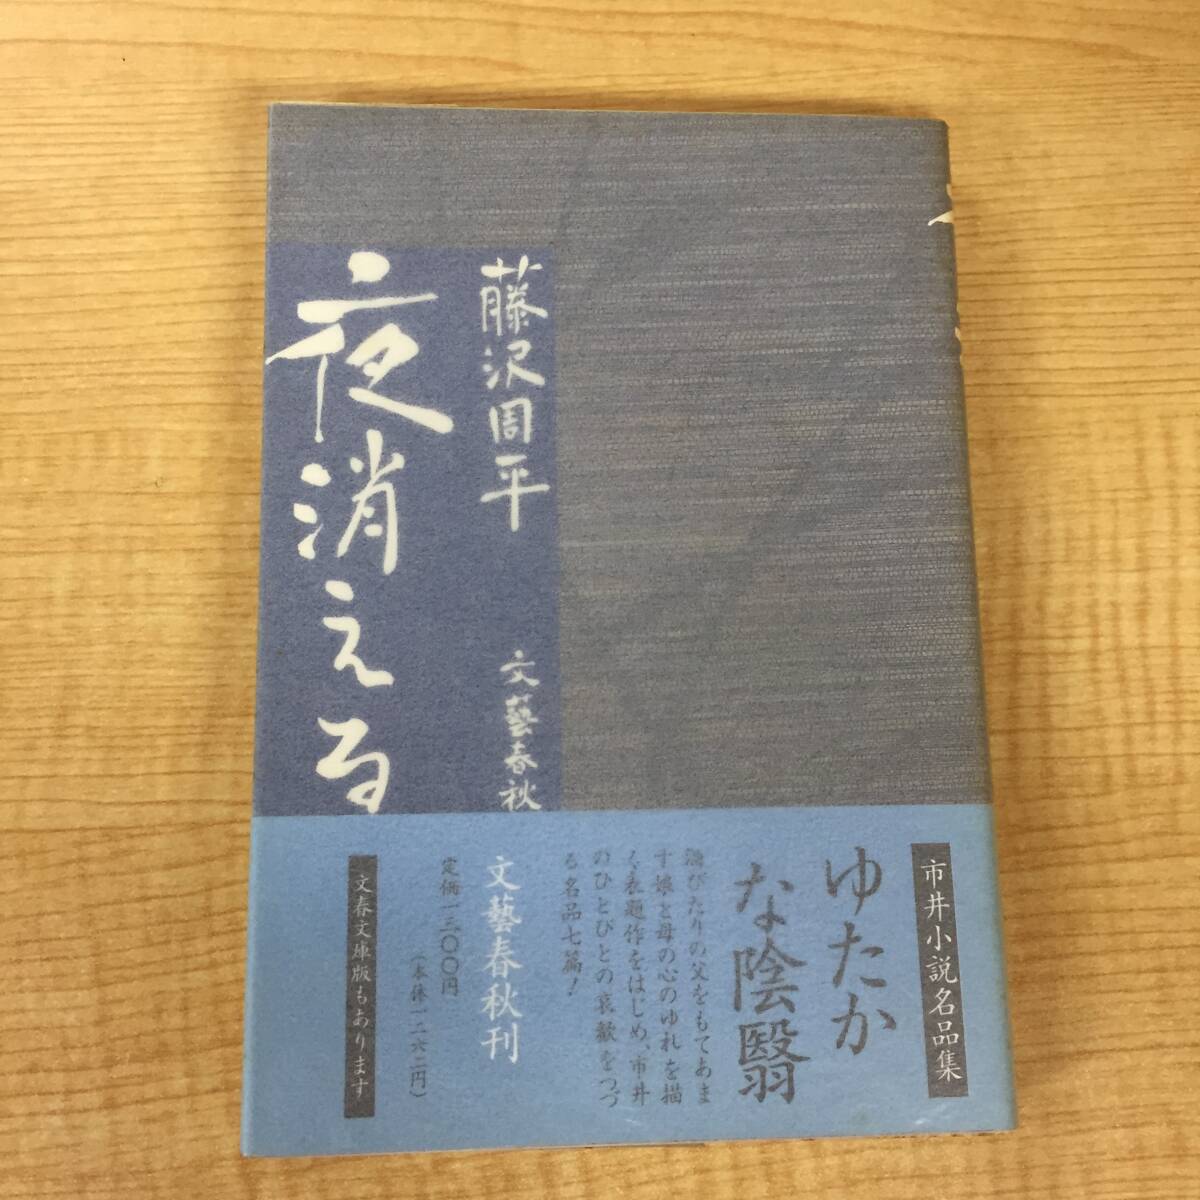 藤沢周平
夜消える
文藝春秋
市井小説名品集
ゆたか
な陰翳
酒びたりの父をもてあま
す娘と母の心のゆれを描
く表題作をはじめ、市井
のひとびとの哀歓をつづ
る名品七篇!
文藝春秋刊
定価一三〇〇円
(本体一二六二円)
文春文庫版もあります